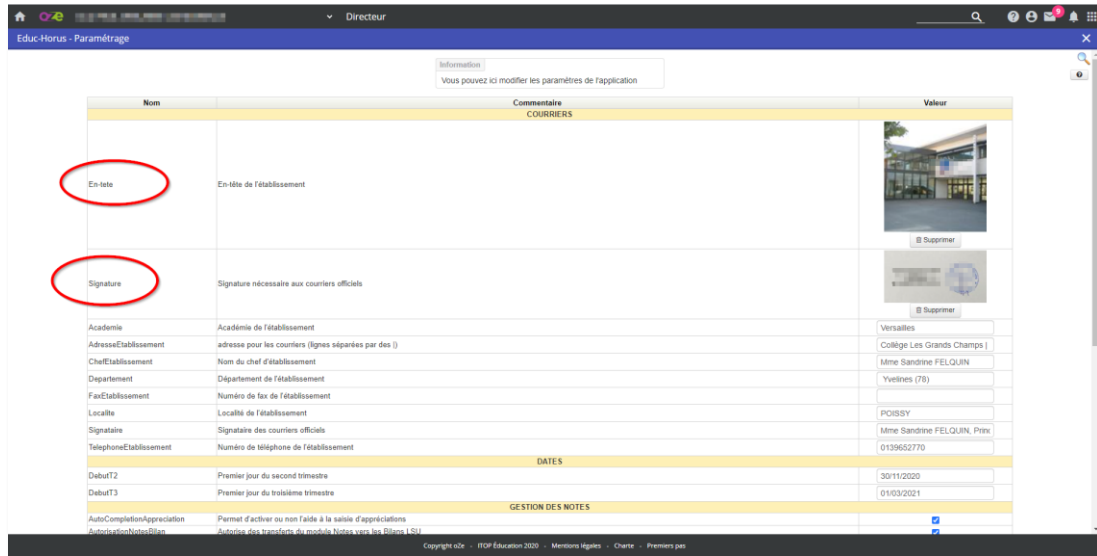 oZe Directeur 9
Educ-Horus - Paramétrage
Information
Vous pouvez ici modifier les paramètres de l'application
Nom Commentaire Valeur
COURRIERS
En-tete En-tête de l'établissement
Supprimer
Signature Signature nécessaire aux courriers officiels
Supprimer
Academie Académie de l'établissement Versailles
AdresseEtablissement adresse pour les courriers (lignes séparées par des |) Collège Les Grands Champs |
ChefEtablissement Nom du chef d'établissement Mme Sandrine FELQUIN
Departement Département de l'établissement Yvelines (78)
FaxEtablissement Numéro de fax de l'établissement
Localite Localité de l'établissement POISSY
Signataire Signataire des courriers officiels Mme Sandrine FELQUIN, Princ
TelephoneEtablissement Numéro de téléphone de l'établissement 0139652770
DATES
DebutT2 Premier jour du second trimestre 30/11/2020
DebutT3 Premier jour du troisième trimestre 01/03/2021
GESTION DES NOTES
AutoCompletionAppreciation Permet d'activer ou non l'aide à la saisie d'appréciations
AutorisationNotesBilan Autorise des transferts du module Notes vers les Bilans LSU
Copyright oZe - ITOP Éducation 2020 - Mentions légales - Charte - Premiers pas